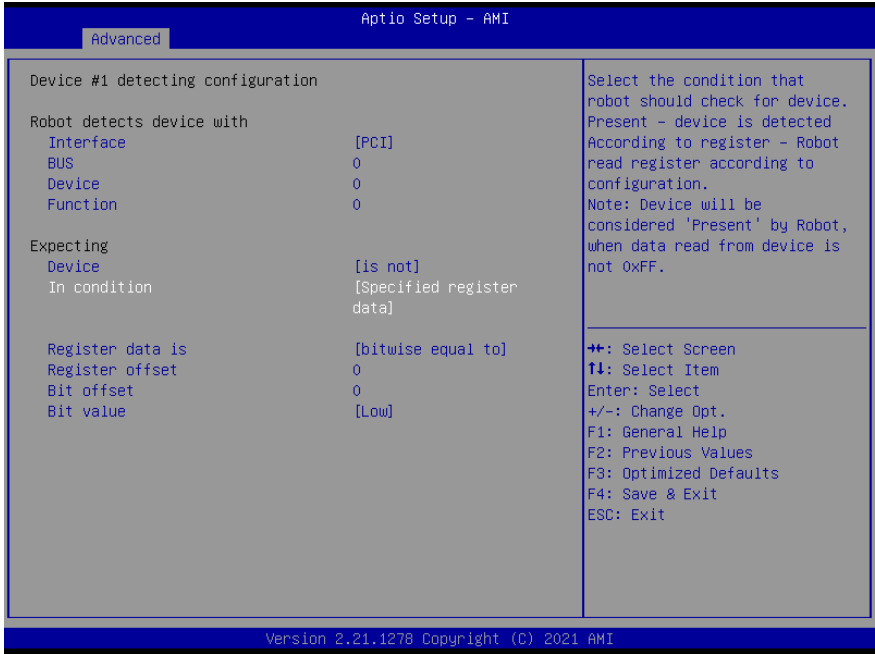 Aptio Setup – AMI
Advanced
Device #1 detecting configuration
Robot detects device with
Interface [PCI]
BUS 0
Device 0
Function 0
Expecting
Device [is not]
In condition [Specified register
data]
Register data is [bitwise equal to]
Register offset 0
Bit offset 0
Bit value [Low]
Select the condition that
robot should check for device.
Present – device is detected
According to register – Robot
read register according to
configuration.
Note: Device will be
considered 'Present' by Robot,
when data read from device is
not 0xFF.
→←: Select Screen
↑↓: Select Item
Enter: Select
+/-: Change Opt.
F1: General Help
F2: Previous Values
F3: Optimized Defaults
F4: Save & Exit
ESC: Exit
Version 2.21.1278 Copyright (C) 2021 AMI